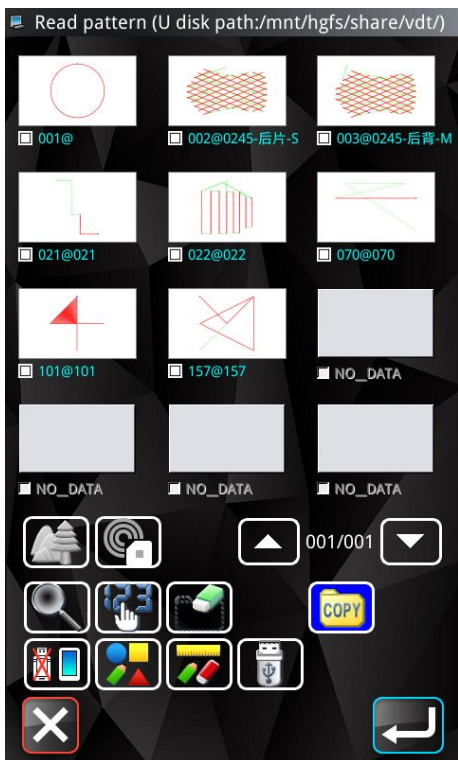 Read pattern (U disk path:/mnt/hgfs/share/vdt/)
001@ 002@0245-后片-S 003@0245-后背-M
021@021 022@022 070@070
101@101 157@157 NO_DATA
NO_DATA NO_DATA NO_DATA
001/001
123
COPY